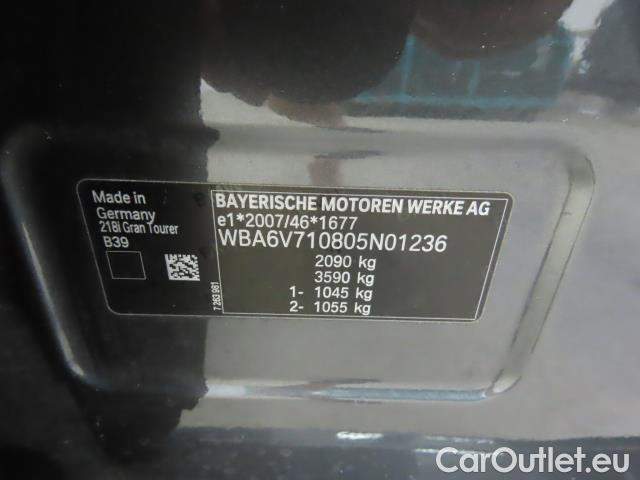 Made in
Germany
218i Gran Tourer
B39
7 283 981
BAYERISCHE MOTOREN WERKE AG
e1*2007/46*1677
WBA6V710805N01236
2090 kg
3590 kg
1- 1045 kg
2- 1055 kg
CarOutlet.eu